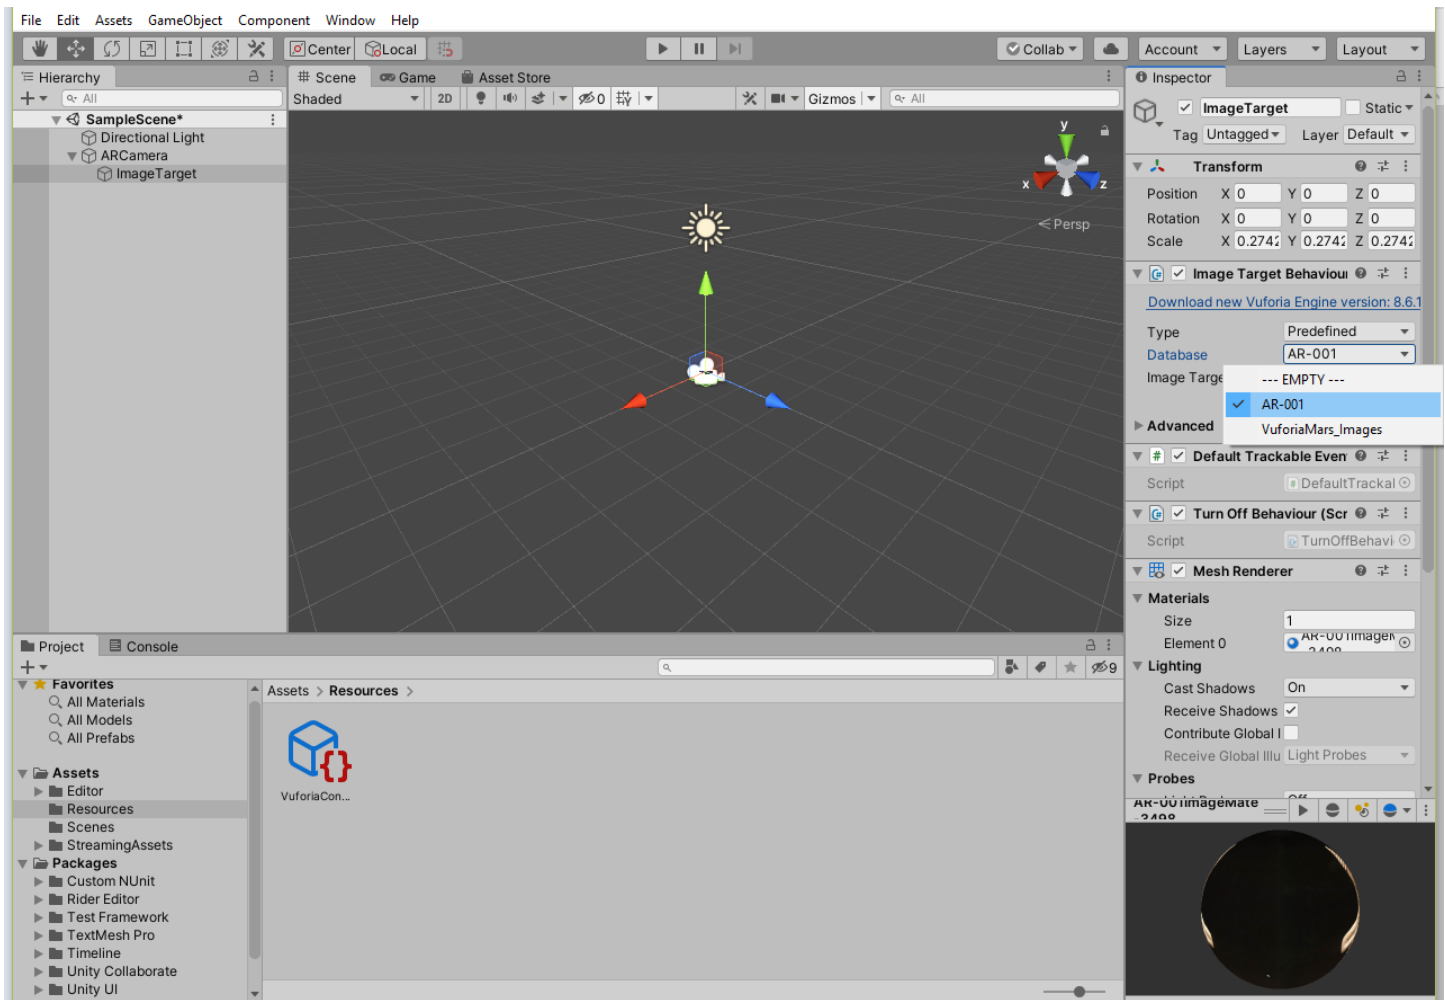 File Edit Assets GameObject Component Window Help
Center Local Collab Account Layers Layout
Hierarchy
All
SampleScene*
Directional Light
ARCamera
ImageTarget
Scene Game Asset Store
Shaded 2D 0 Gizmos All
y
x z
Persp
Inspector
ImageTarget Static
Tag Untagged Layer Default
Transform
Position X 0 Y 0 Z 0
Rotation X 0 Y 0 Z 0
Scale X 0.2742 Y 0.2742 Z 0.2742
Image Target Behaviour
Download new Vuforia Engine version: 8.6.1
Type Predefined
Database AR-001
Image Targe
--- EMPTY ---
AR-001
VuforiaMars_Images
Advanced
# Default Trackable Even
Script DefaultTrackal
Turn Off Behaviour (Scr
Script TurnOffBehavi
Mesh Renderer
Materials
Size 1
Element 0
Lighting
Cast Shadows On
Receive Shadows
Contribute Global I
Receive Global Illu Light Probes
Probes
Project Console
9
Favorites
All Materials
All Models
All Prefabs
Assets
Editor
Resources
Scenes
StreamingAssets
Packages
Custom NUnit
Rider Editor
Test Framework
TextMesh Pro
Timeline
Unity Collaborate
Unity UI
Assets > Resources >
VuforiaCon...
AR-001ImageMate